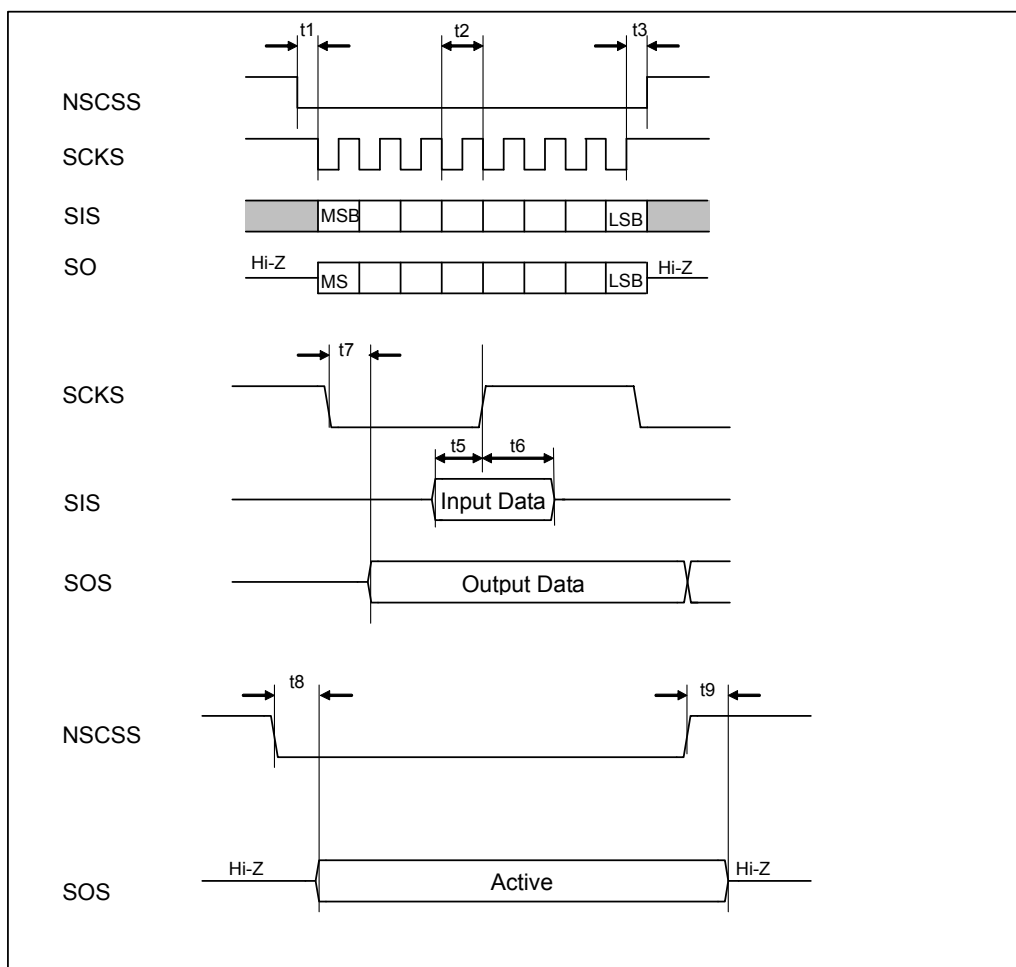 t1 t2 t3
NSCSS
SCKS
SIS MSB LSB
SO Hi-Z MS LSB Hi-Z
t7
SCKS
t5 t6
SIS Input Data
SOS Output Data
t8 t9
NSCSS
Hi-Z Hi-Z
SOS Active